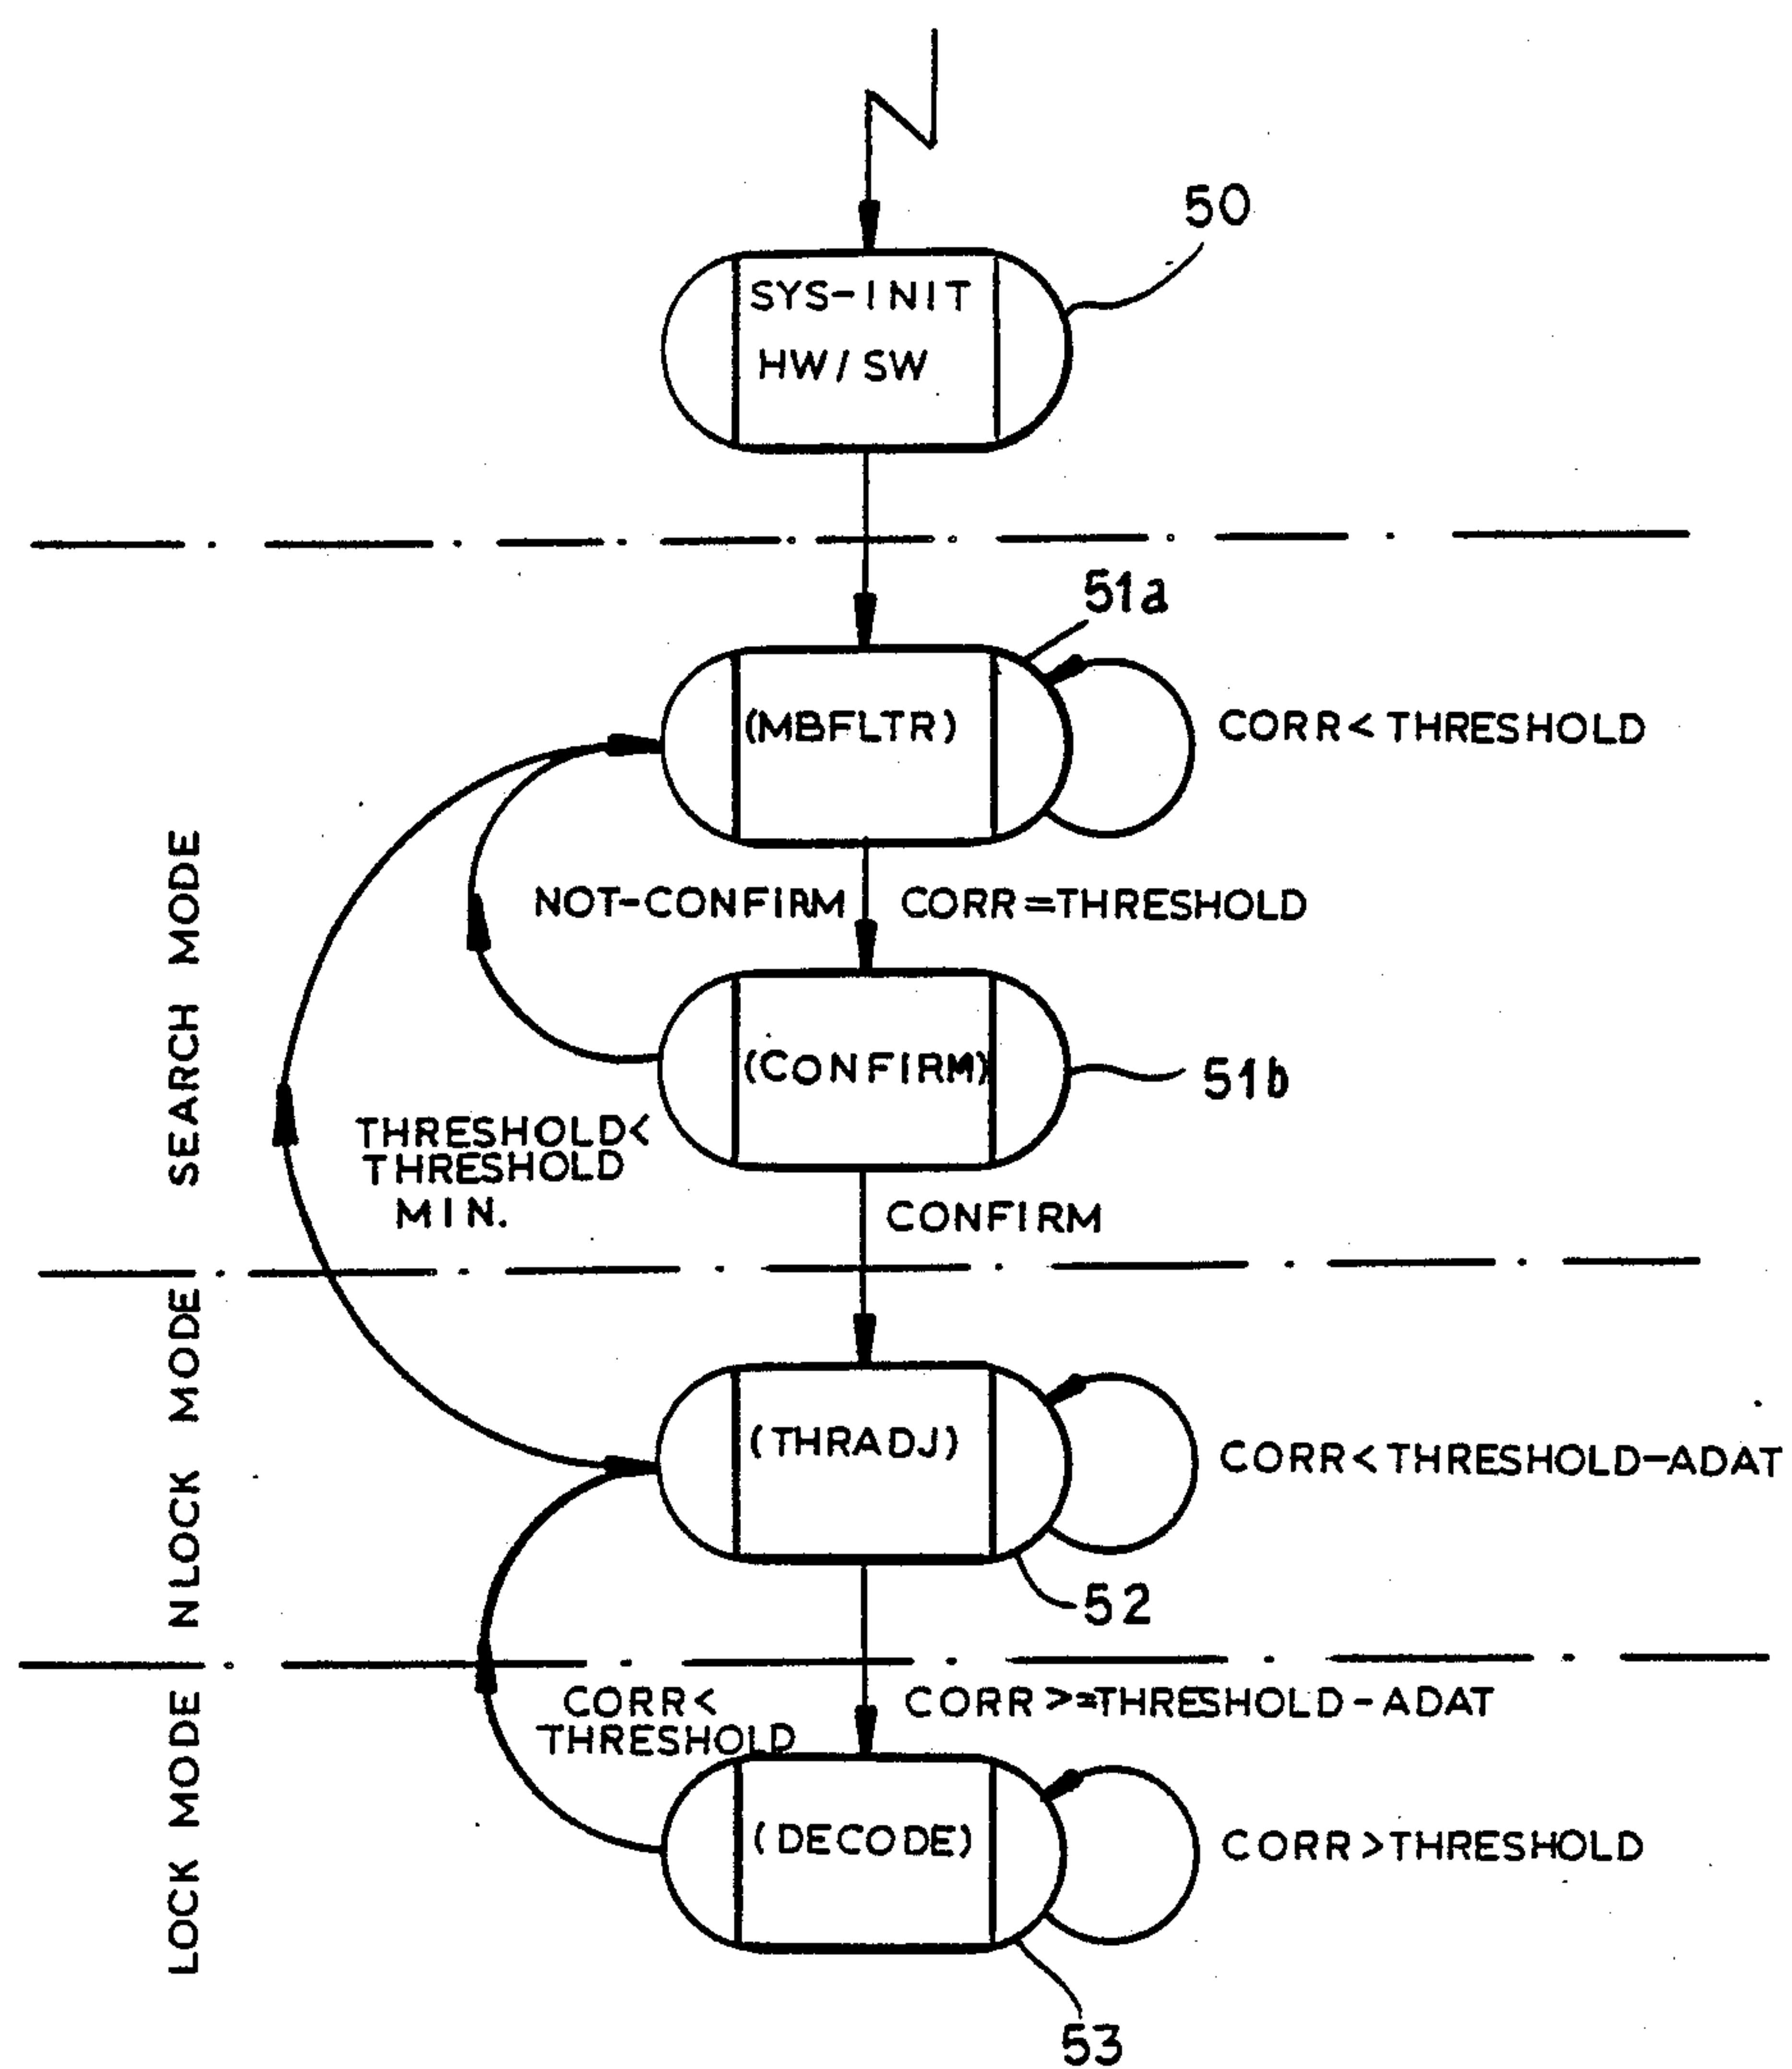 50
SYS-INIT
HW/SW
51a
(MBFLTR)
CORR<THRESHOLD
NOT-CONFIRM
CORR=THRESHOLD
(CONFIRM)
51b
THRESHOLD<
THRESHOLD
MIN.
CONFIRM
SEARCH MODE
(THRADJ)
CORR<THRESHOLD-ADAT
52
NLOCK MODE
CORR<
THRESHOLD
CORR>=THRESHOLD-ADAT
(DECODE)
CORR>THRESHOLD
LOCK MODE
53